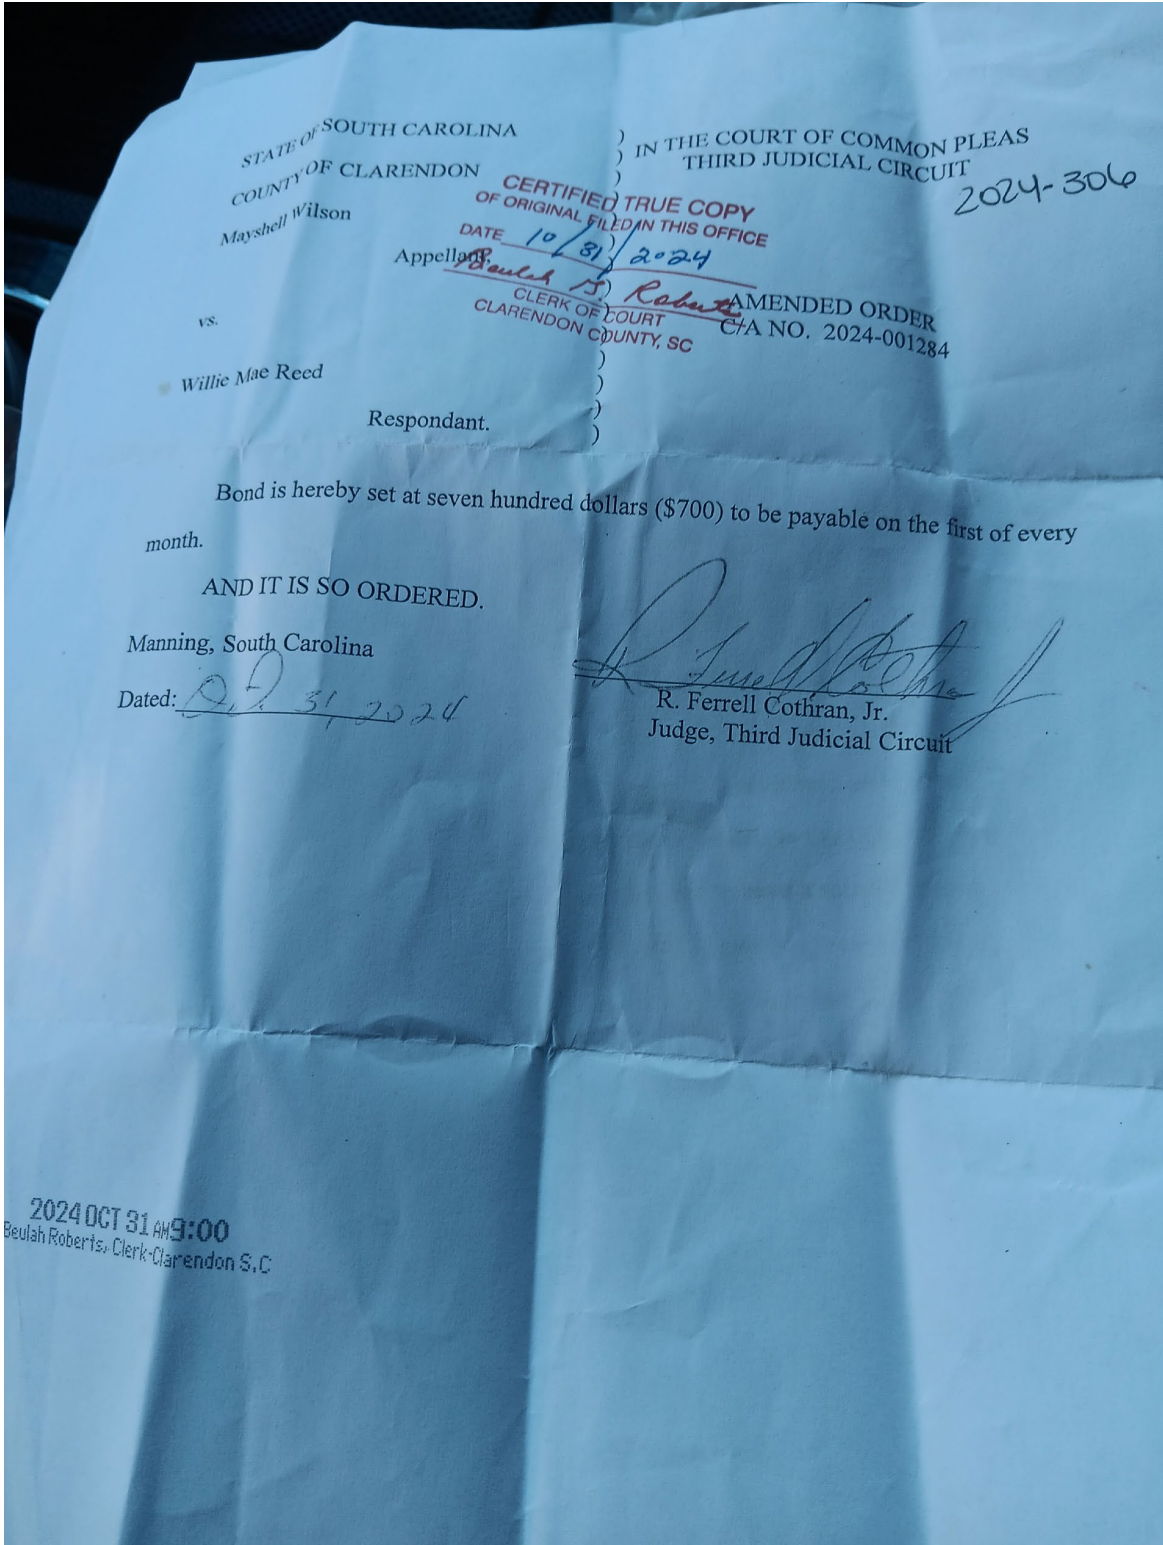 STATE OF SOUTH CAROLINA
COUNTY OF CLARENDON
Mayshell Wilson
Appellant,
vs.
Willie Mae Reed
Respondant.
)
)
)
)
)
)
)
)
)
)
IN THE COURT OF COMMON PLEAS
THIRD JUDICIAL CIRCUIT
2024-306
CERTIFIED TRUE COPY
OF ORIGINAL FILED IN THIS OFFICE
DATE 10/31/2024
Beulah G. Roberts
CLERK OF COURT
CLARENDON COUNTY, SC
AMENDED ORDER
C/A NO. 2024-001284
Bond is hereby set at seven hundred dollars ($700) to be payable on the first of every
month.
AND IT IS SO ORDERED.
Manning, South Carolina
Dated: Oct. 31, 2024
R. Ferrell Cothran Jr
R. Ferrell Cothran, Jr.
Judge, Third Judicial Circuit
2024 OCT 31 AM 9:00
Beulah Roberts, Clerk-Clarendon S.C